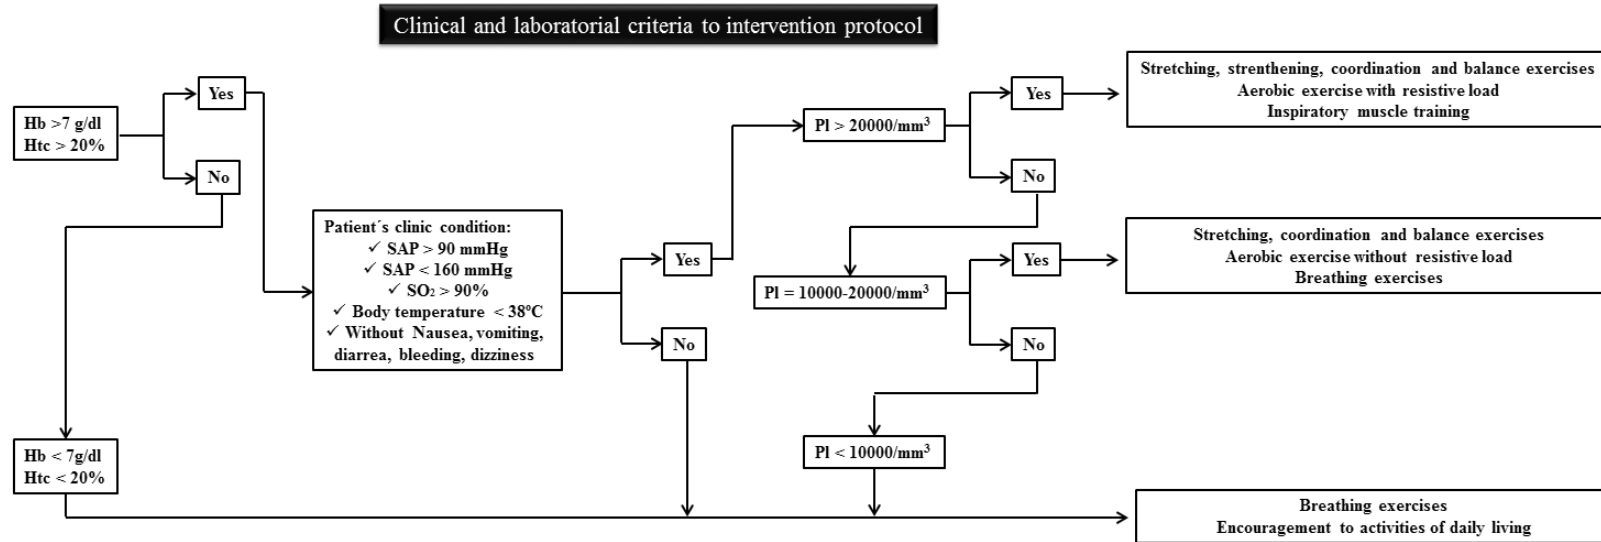 Clinical and laboratorial criteria to intervention protocol
Hb >7 g/dl
Htc > 20%
Yes
No
Hb < 7g/dl
Htc < 20%
Patient´s clinic condition:
✓ SAP > 90 mmHg
✓ SAP < 160 mmHg
✓ SO₂ > 90%
✓ Body temperature < 38ºC
✓ Without Nausea, vomiting,
diarrea, bleeding, dizziness
Yes
No
Pl > 20000/mm³
Yes
No
Pl = 10000-20000/mm³
Yes
No
Pl < 10000/mm³
Stretching, strenthening, coordination and balance exercises
Aerobic exercise with resistive load
Inspiratory muscle training
Stretching, coordination and balance exercises
Aerobic exercise without resistive load
Breathing exercises
Breathing exercises
Encouragement to activities of daily living